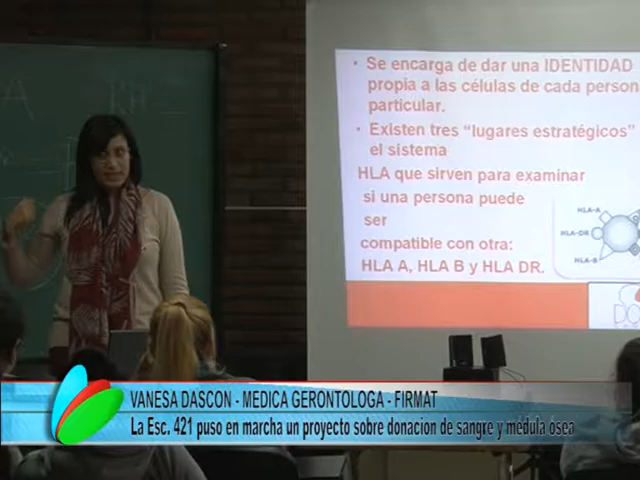 • Se encarga de dar una IDENTIDAD
propia a las células de cada person
particular.
• Existen tres “lugares estratégicos”
el sistema
HLA que sirven para examinar
si una persona puede
ser
compatible con otra:
HLA A, HLA B y HLA DR.
HLA-A
HLA-DR
HLA-B
VANESA DASCON - MEDICA GERONTOLOGA - FIRMAT
La Esc. 421 puso en marcha un proyecto sobre donacion de sangre y médula ósea